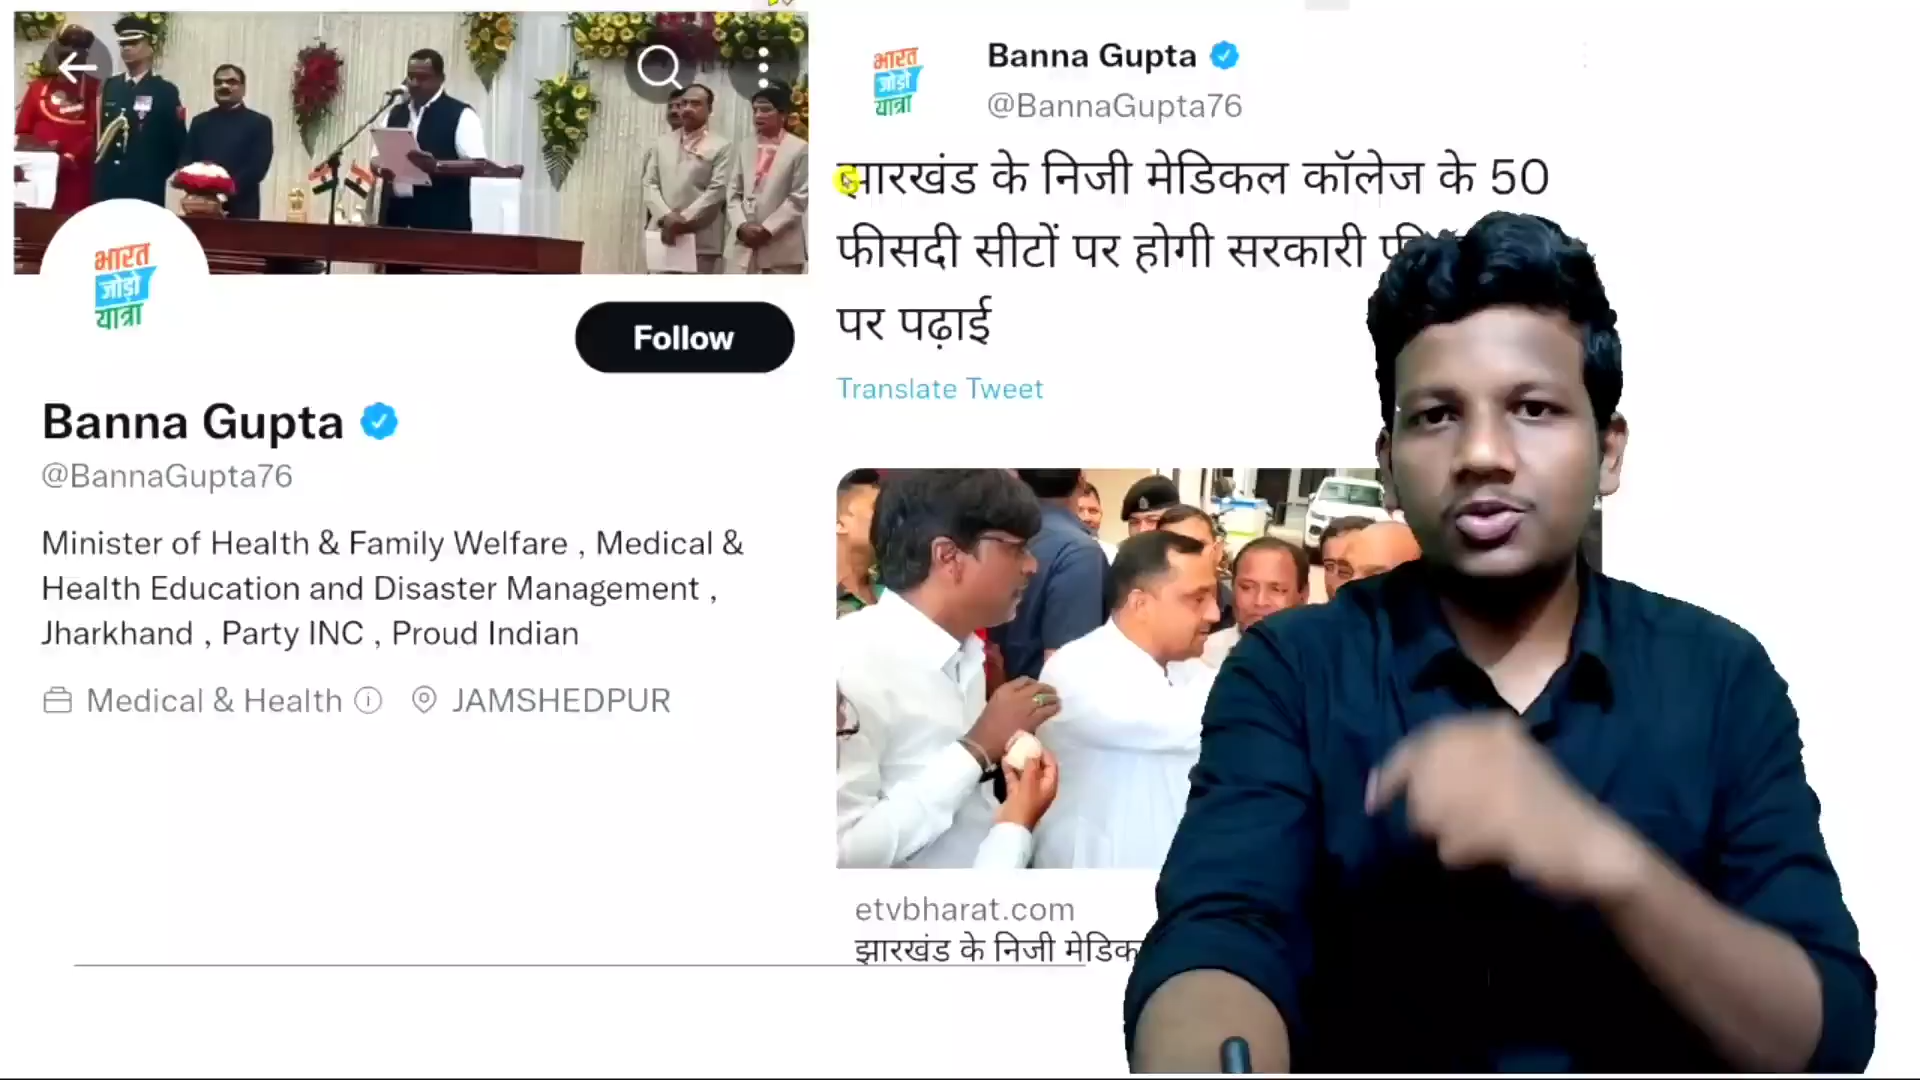 भारत
जोड़ो
यात्रा
Follow
Banna Gupta
@BannaGupta76
Minister of Health & Family Welfare , Medical &
Health Education and Disaster Management ,
Jharkhand , Party INC , Proud Indian
Medical & Health JAMSHEDPUR
भारत
जोड़ो
यात्रा
Banna Gupta
@BannaGupta76
झारखंड के निजी मेडिकल कॉलेज के 50
फीसदी सीटों पर होगी सरकारी
पर पढ़ाई
Translate Tweet
etvbharat.com
झारखंड के निजी